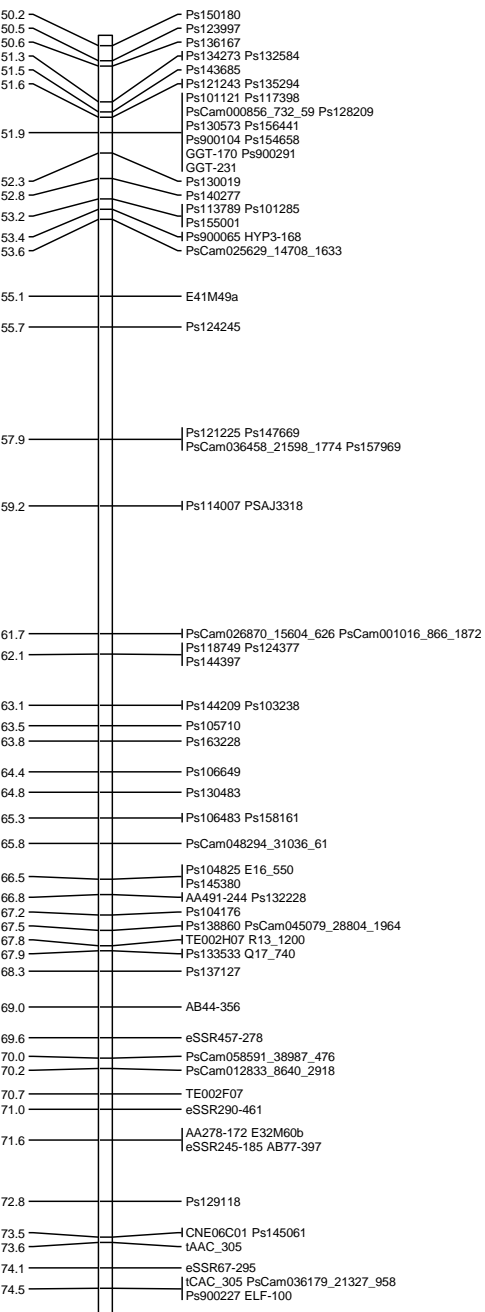 50.2 Ps150180
50.5 Ps123997
50.6 Ps136167
51.3 Ps134273 Ps132584
51.5 Ps143685
51.6 Ps121243 Ps135294
Ps101121 Ps117398
PsCam000856_732_59 Ps128209
51.9 Ps130573 Ps156441
Ps900104 Ps154658
GGT-170 Ps900291
GGT-231
52.3 Ps130019
52.8 Ps140277
53.2 Ps113789 Ps101285
Ps155001
53.4 Ps900065 HYP3-168
53.6 PsCam025629_14708_1633
55.1 E41M49a
55.7 Ps124245
57.9 Ps121225 Ps147669
PsCam036458_21598_1774 Ps157969
59.2 Ps114007 PSAJ3318
61.7 PsCam026870_15604_626 PsCam001016_866_1872
62.1 Ps118749 Ps124377
Ps144397
63.1 Ps144209 Ps103238
63.5 Ps105710
63.8 Ps163228
64.4 Ps106649
64.8 Ps130483
65.3 Ps106483 Ps158161
65.8 PsCam048294_31036_61
66.5 Ps104825 E16_550
Ps145380
66.8 AA491-244 Ps132228
67.2 Ps104176
67.5 Ps138860 PsCam045079_28804_1964
67.8 TE002H07 R13_1200
67.9 Ps133533 Q17_740
68.3 Ps137127
69.0 AB44-356
69.6 eSSR457-278
70.0 PsCam058591_38987_476
70.2 PsCam012833_8640_2918
70.7 TE002F07
71.0 eSSR290-461
71.6 AA278-172 E32M60b
eSSR245-185 AB77-397
72.8 Ps129118
73.5 CNE06C01 Ps145061
73.6 tAAC_305
74.1 eSSR67-295
74.5 tCAC_305 PsCam036179_21327_958
Ps900227 ELF-100